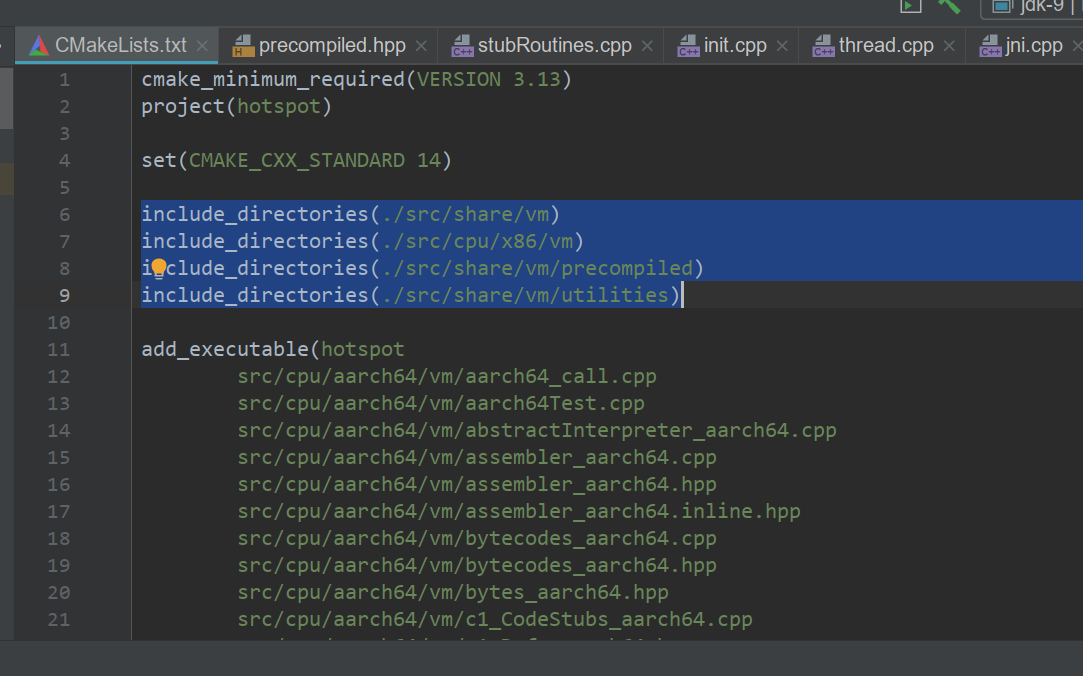 jdk-9 |
CMakeLists.txt precompiled.hpp stubRoutines.cpp init.cpp thread.cpp jni.cpp
1 cmake_minimum_required(VERSION 3.13)
2 project(hotspot)
3
4 set(CMAKE_CXX_STANDARD 14)
5
6 include_directories(./src/share/vm)
7 include_directories(./src/cpu/x86/vm)
8 include_directories(./src/share/vm/precompiled)
9 include_directories(./src/share/vm/utilities)
10
11 add_executable(hotspot
12 src/cpu/aarch64/vm/aarch64_call.cpp
13 src/cpu/aarch64/vm/aarch64Test.cpp
14 src/cpu/aarch64/vm/abstractInterpreter_aarch64.cpp
15 src/cpu/aarch64/vm/assembler_aarch64.cpp
16 src/cpu/aarch64/vm/assembler_aarch64.hpp
17 src/cpu/aarch64/vm/assembler_aarch64.inline.hpp
18 src/cpu/aarch64/vm/bytecodes_aarch64.cpp
19 src/cpu/aarch64/vm/bytecodes_aarch64.hpp
20 src/cpu/aarch64/vm/bytes_aarch64.hpp
21 src/cpu/aarch64/vm/c1_CodeStubs_aarch64.cpp